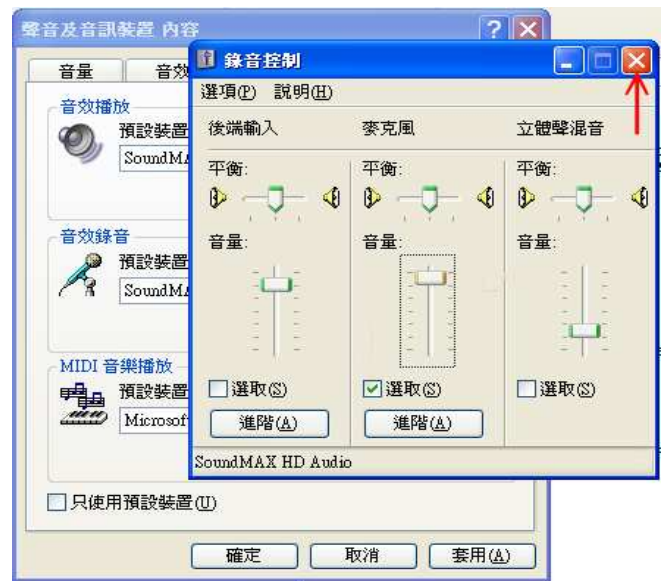 聲音及音訊裝置 內容
音量 音效
音效播放
預設裝置
SoundMA
音效錄音
預設裝置
SoundMA
MIDI 音樂播放
預設裝置
Microsof
只使用預設裝置(U)
確定 取消 套用(A)
錄音控制
選項(P) 說明(H)
後端輸入 麥克風 立體聲混音
平衡: 平衡: 平衡:
音量: 音量: 音量:
選取(S) 選取(S) 選取(S)
進階(A) 進階(A)
SoundMAX HD Audio